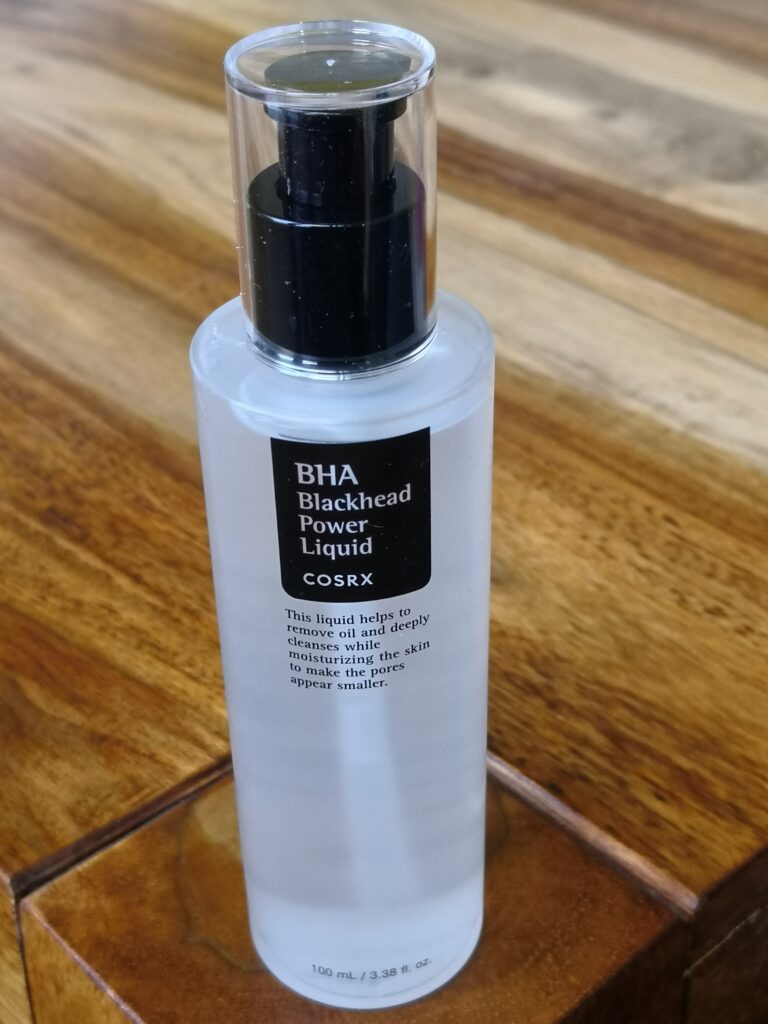 BHA
Blackhead
Power
Liquid
COSRX
This liquid helps to
remove oil and deeply
cleanses while
moisturizing the skin
to make the pores
appear smaller.
100 mL / 3.38 fl. oz.